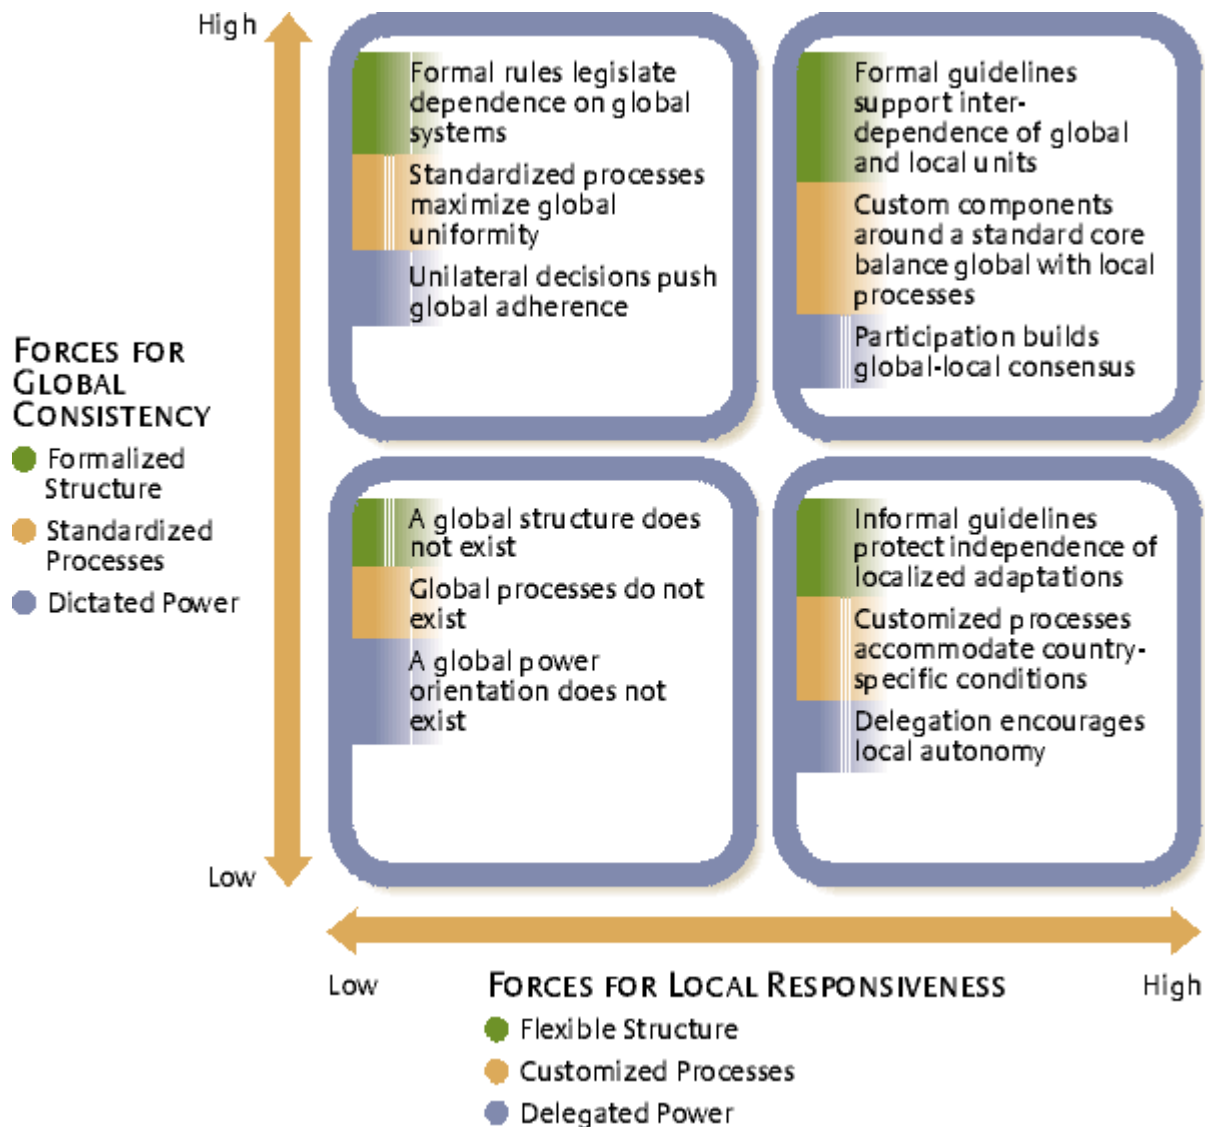 High
Formal rules legislate
dependence on global
systems
Standardized processes
maximize global
uniformity
Unilateral decisions push
global adherence
Formal guidelines
support inter-
dependence of global
and local units
Custom components
around a standard core
balance global with local
processes
Participation builds
global-local consensus
FORCES FOR
GLOBAL
CONSISTENCY
Formalized
Structure
Standardized
Processes
Dictated Power
A global structure does
not exist
Global processes do not
exist
A global power
orientation does not
exist
Informal guidelines
protect independence of
localized adaptations
Customized processes
accommodate country-
specific conditions
Delegation encourages
local autonomy
Low
Low
FORCES FOR LOCAL RESPONSIVENESS
High
Flexible Structure
Customized Processes
Delegated Power